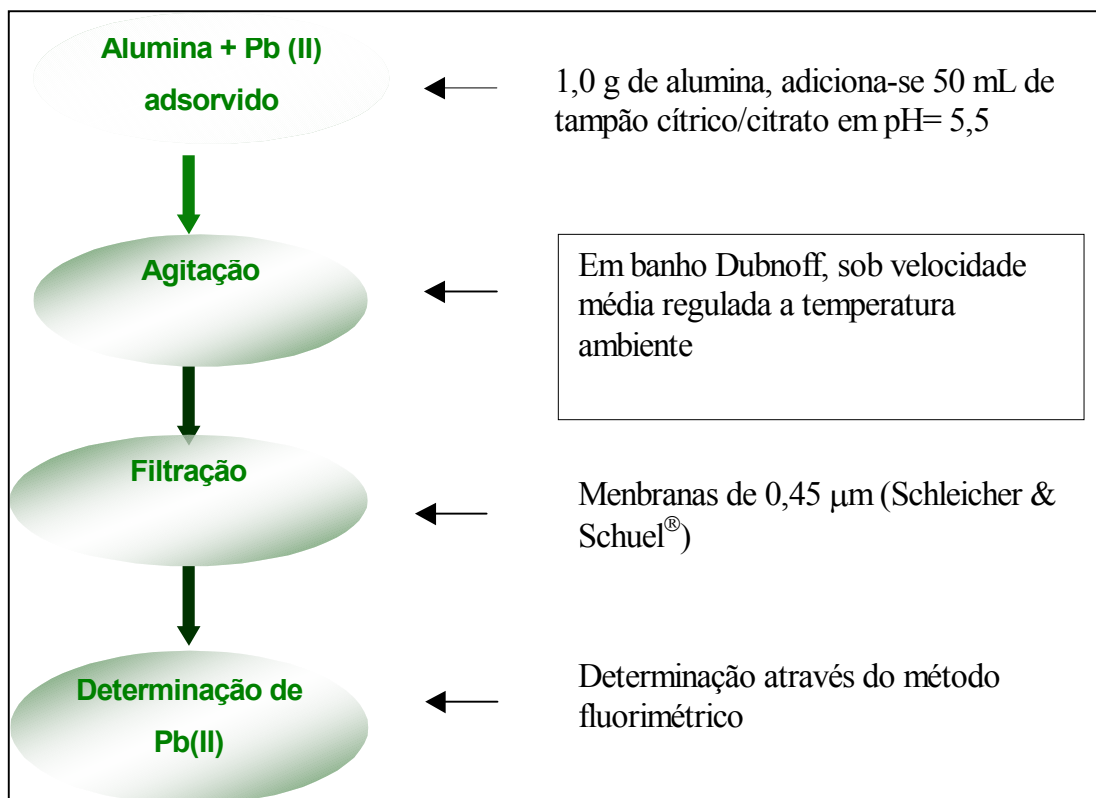 Alumina + Pb (II)
adsorvido
1,0 g de alumina, adiciona-se 50 mL de
tampão cítrico/citrato em pH= 5,5
Agitação
Em banho Dubnoff, sob velocidade
média regulada a temperatura
ambiente
Filtração
Menbranas de 0,45 μm (Schleicher &
Schuel®)
Determinação de
Pb(II)
Determinação através do método
fluorimétrico